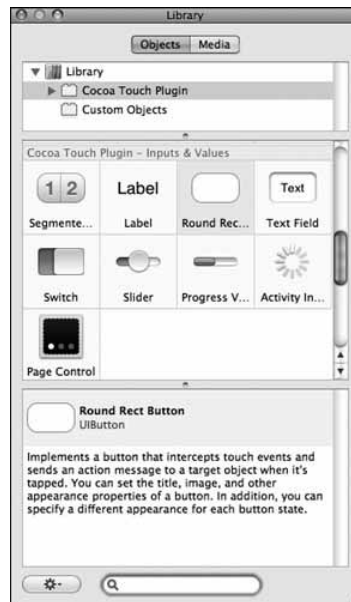 Library
Objects Media
Library
Cocoa Touch Plugin
Custom Objects
Cocoa Touch Plugin – Inputs & Values
1 2 Label Text
Segmente... Label Round Rec... Text Field
Switch Slider Progress V... Activity In...
Page Control
Round Rect Button
UIButton
Implements a button that intercepts touch events and
sends an action message to a target object when it's
tapped. You can set the title, image, and other
appearance properties of a button. In addition, you can
specify a different appearance for each button state.